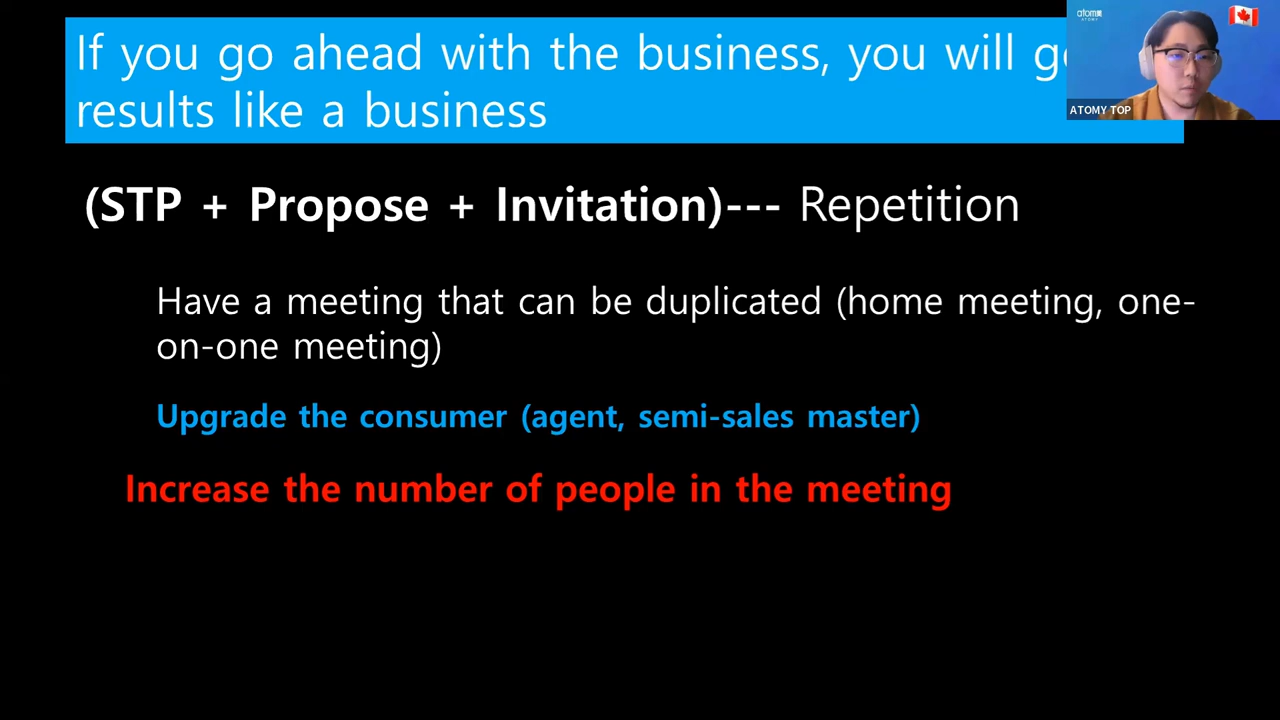 If you go ahead with the business, you will
results like a business
(STP + Propose + Invitation)--- Repetition
Have a meeting that can be duplicated (home meeting, one-
on-one meeting)
Upgrade the consumer (agent, semi-sales master)
Increase the number of people in the meeting
atom
ATOMY
ATOMY TOP